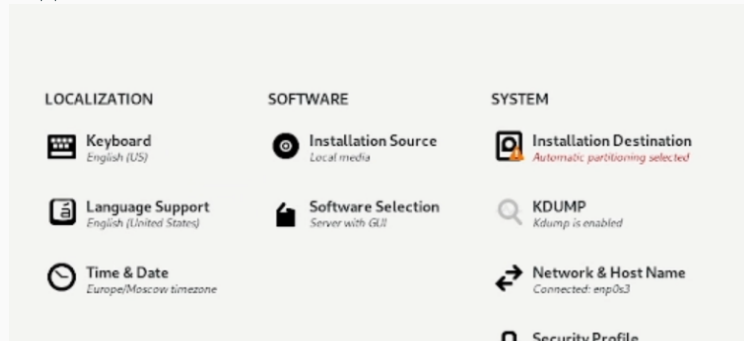 LOCALIZATION
Keyboard
English (US)
Language Support
English (United States)
Time & Date
Europe/Moscow timezone
SOFTWARE
Installation Source
Local media
Software Selection
Server with GUI
SYSTEM
Installation Destination
Automatic partitioning selected
KDUMP
Kdump is enabled
Network & Host Name
Connected: enp0s3
Security Profile